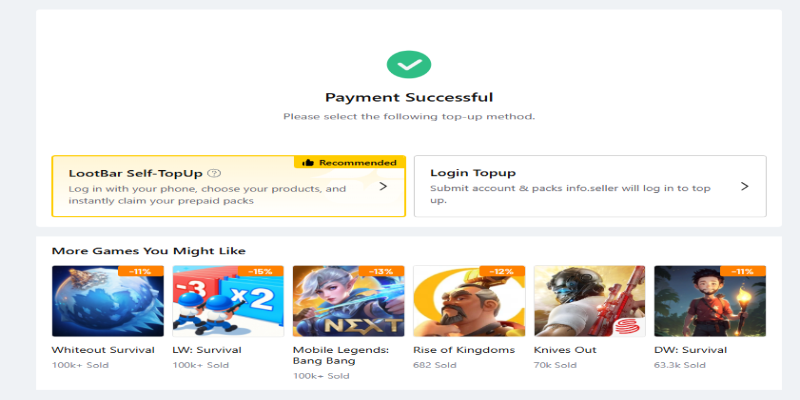 Payment Successful
Please select the following top-up method.
Recommended
LootBar Self-TopUp ?
Log in with your phone, choose your products, and
instantly claim your prepaid packs
Login Topup
Submit account & packs info.seller will log in to top
up.
More Games You Might Like
-11%
-15%
-13%
-12%
-11%
-3
x2
NEXT
Whiteout Survival
100k+ Sold
LW: Survival
100k+ Sold
Mobile Legends:
Bang Bang
100k+ Sold
Rise of Kingdoms
682 Sold
Knives Out
70k Sold
DW: Survival
63.3k Sold